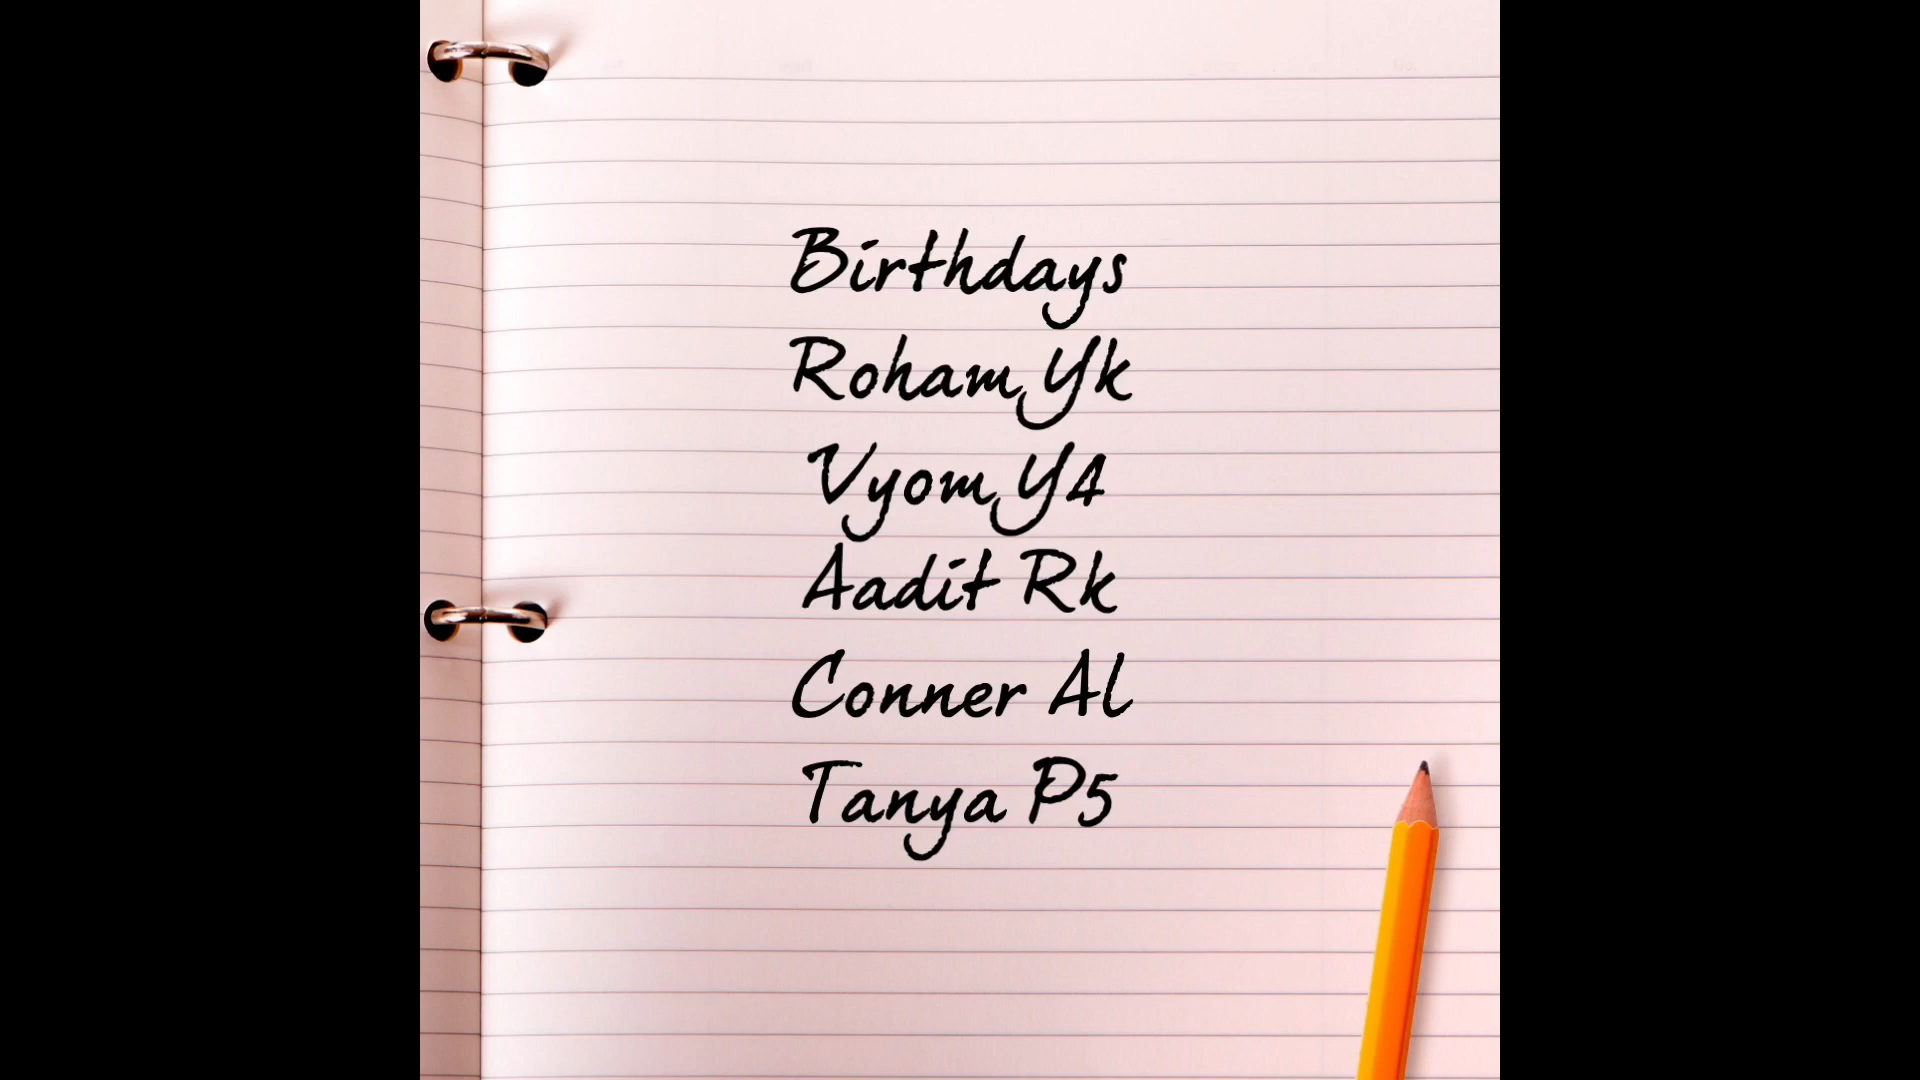 Birthdays
Roham Yk
Vyom Y4
Aadit Rk
Conner Al
Tanya P5